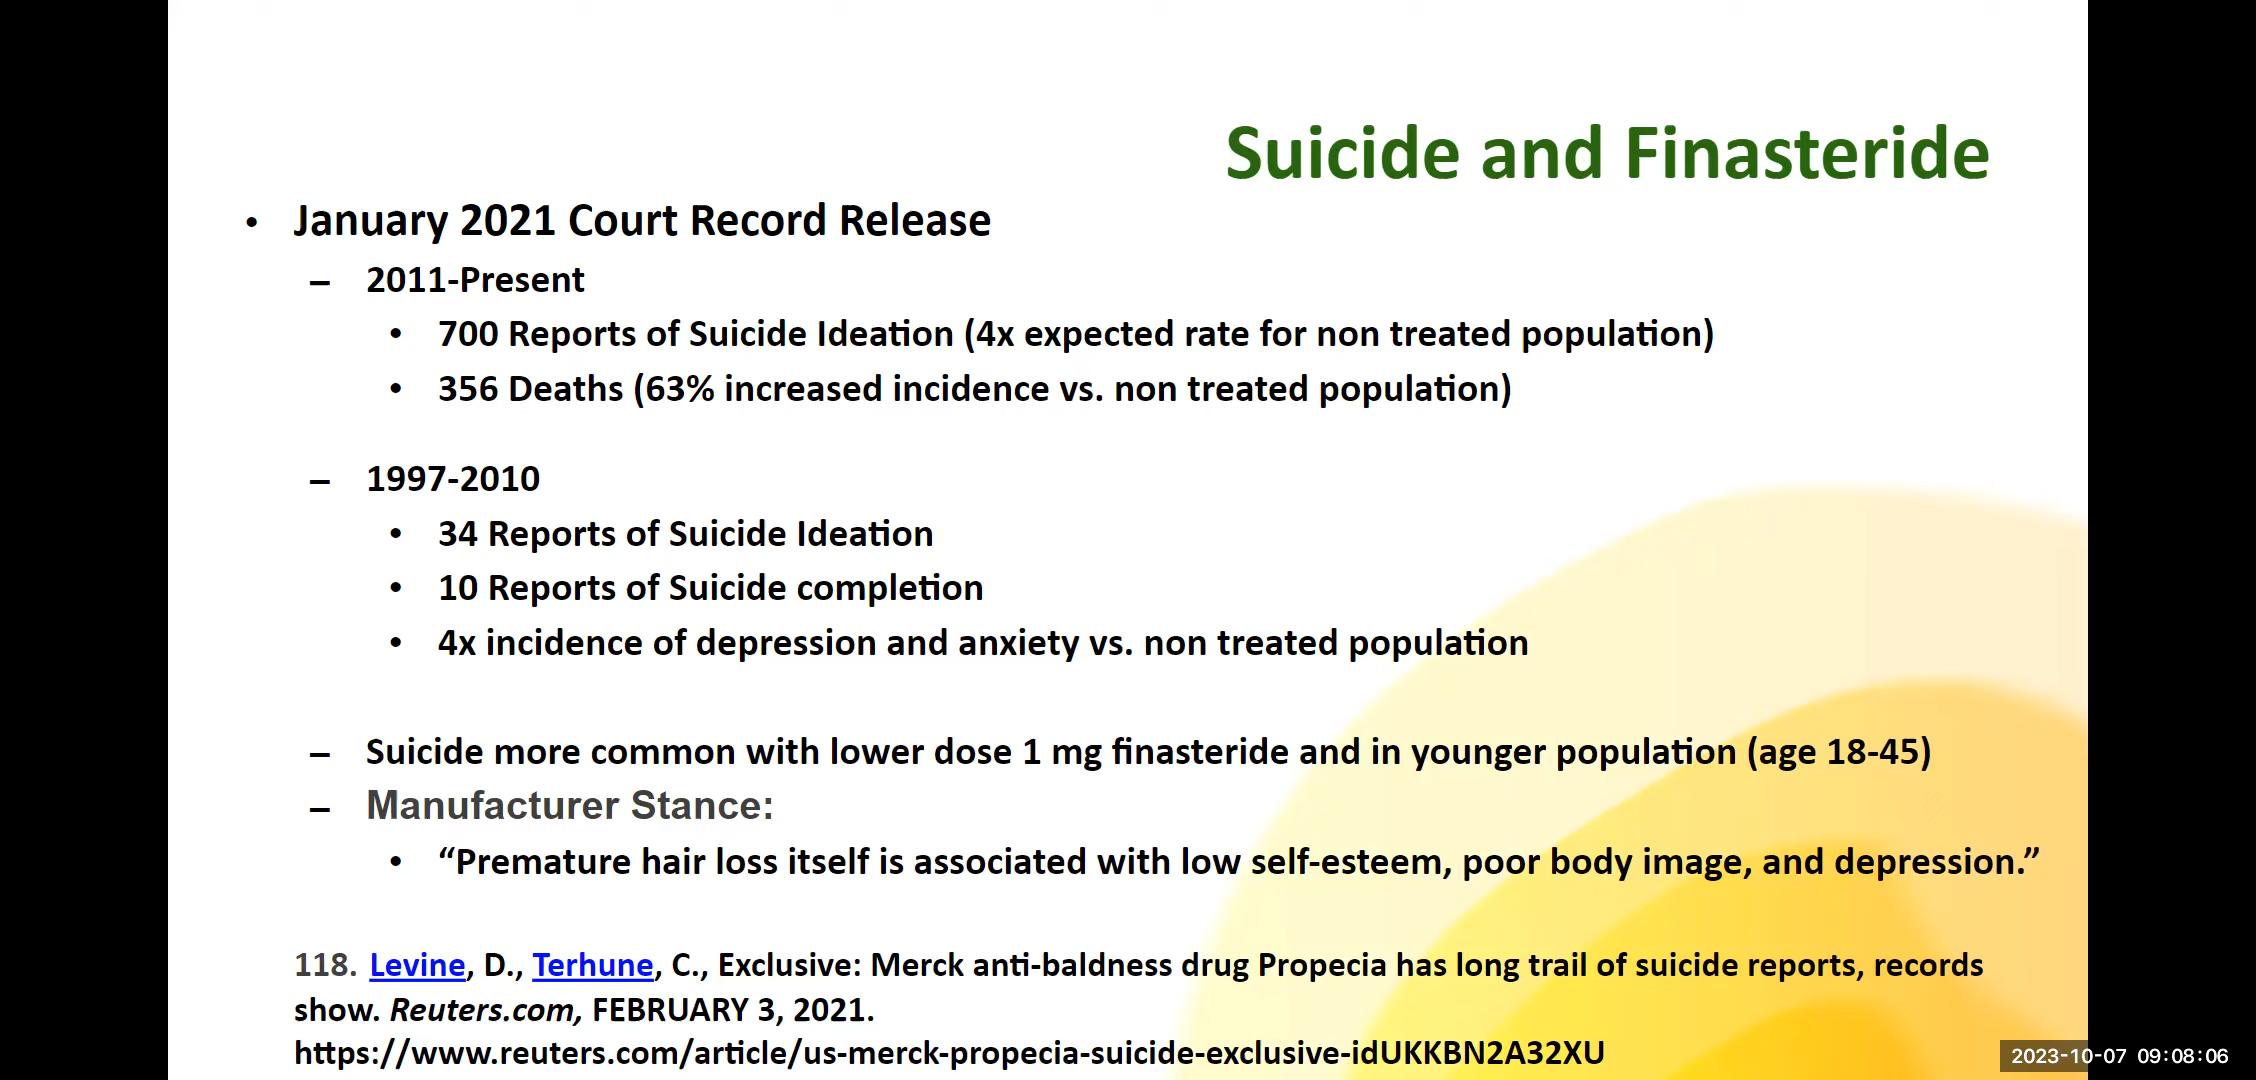 Suicide and Finasteride
• January 2021 Court Record Release
– 2011-Present
• 700 Reports of Suicide Ideation (4x expected rate for non treated population)
• 356 Deaths (63% increased incidence vs. non treated population)
– 1997-2010
• 34 Reports of Suicide Ideation
• 10 Reports of Suicide completion
• 4x incidence of depression and anxiety vs. non treated population
– Suicide more common with lower dose 1 mg finasteride and in younger population (age 18-45)
– Manufacturer Stance:
• “Premature hair loss itself is associated with low self-esteem, poor body image, and depression.”
118. Levine, D., Terhune, C., Exclusive: Merck anti-baldness drug Propecia has long trail of suicide reports, records
show. Reuters.com, FEBRUARY 3, 2021.
https://www.reuters.com/article/us-merck-propecia-suicide-exclusive-idUKKBN2A32XU
2023-10-07 09:08:06